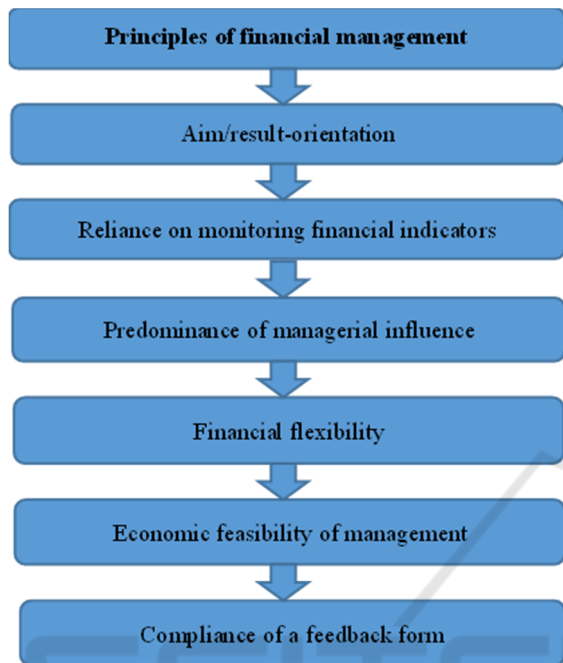 Principles of financial management
Aim/result-orientation
Reliance on monitoring financial indicators
Predominance of managerial influence
Financial flexibility
Economic feasibility of management
Compliance of a feedback form